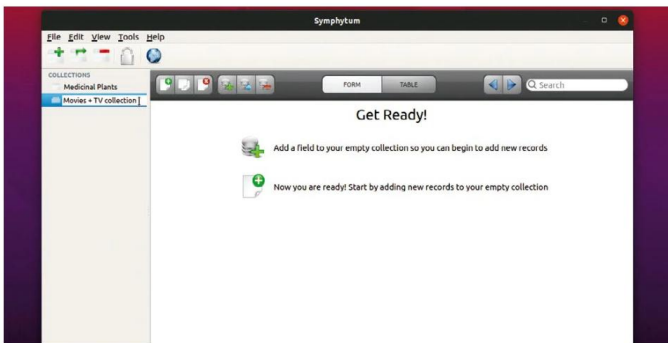 Symphytum
File Edit View Tools Help
COLLECTIONS
Medicinal Plants
Movies + TV collection
FORM TABLE Search
Get Ready!
Add a field to your empty collection so you can begin to add new records
Now you are ready! Start by adding new records to your empty collection